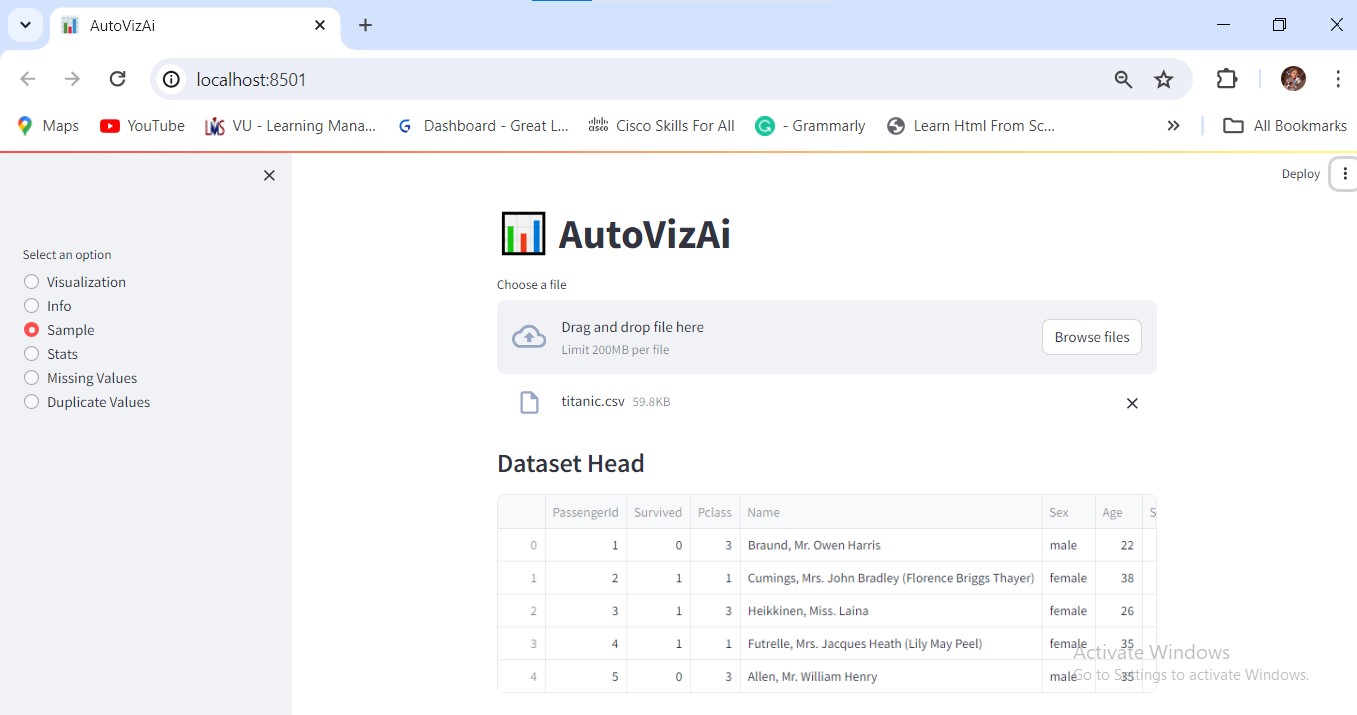 AutoVizAi
localhost:8501
Maps YouTube VU - Learning Mana... Dashboard - Great L... Cisco Skills For All - Grammarly Learn Html From Sc... All Bookmarks
Deploy
Select an option
Visualization
Info
Sample
Stats
Missing Values
Duplicate Values
AutoVizAi
Choose a file
Drag and drop file here
Limit 200MB per file
Browse files
titanic.csv 59.8KB
Dataset Head
PassengerId Survived Pclass Name Sex Age S
0 1 0 3 Braund, Mr. Owen Harris male 22
1 2 1 1 Cumings, Mrs. John Bradley (Florence Briggs Thayer) female 38
2 3 1 3 Heikkinen, Miss. Laina female 26
3 4 1 1 Futrelle, Mrs. Jacques Heath (Lily May Peel) female 35
4 5 0 3 Allen, Mr. William Henry male 35
Activate Windows
Go to Settings to activate Windows.